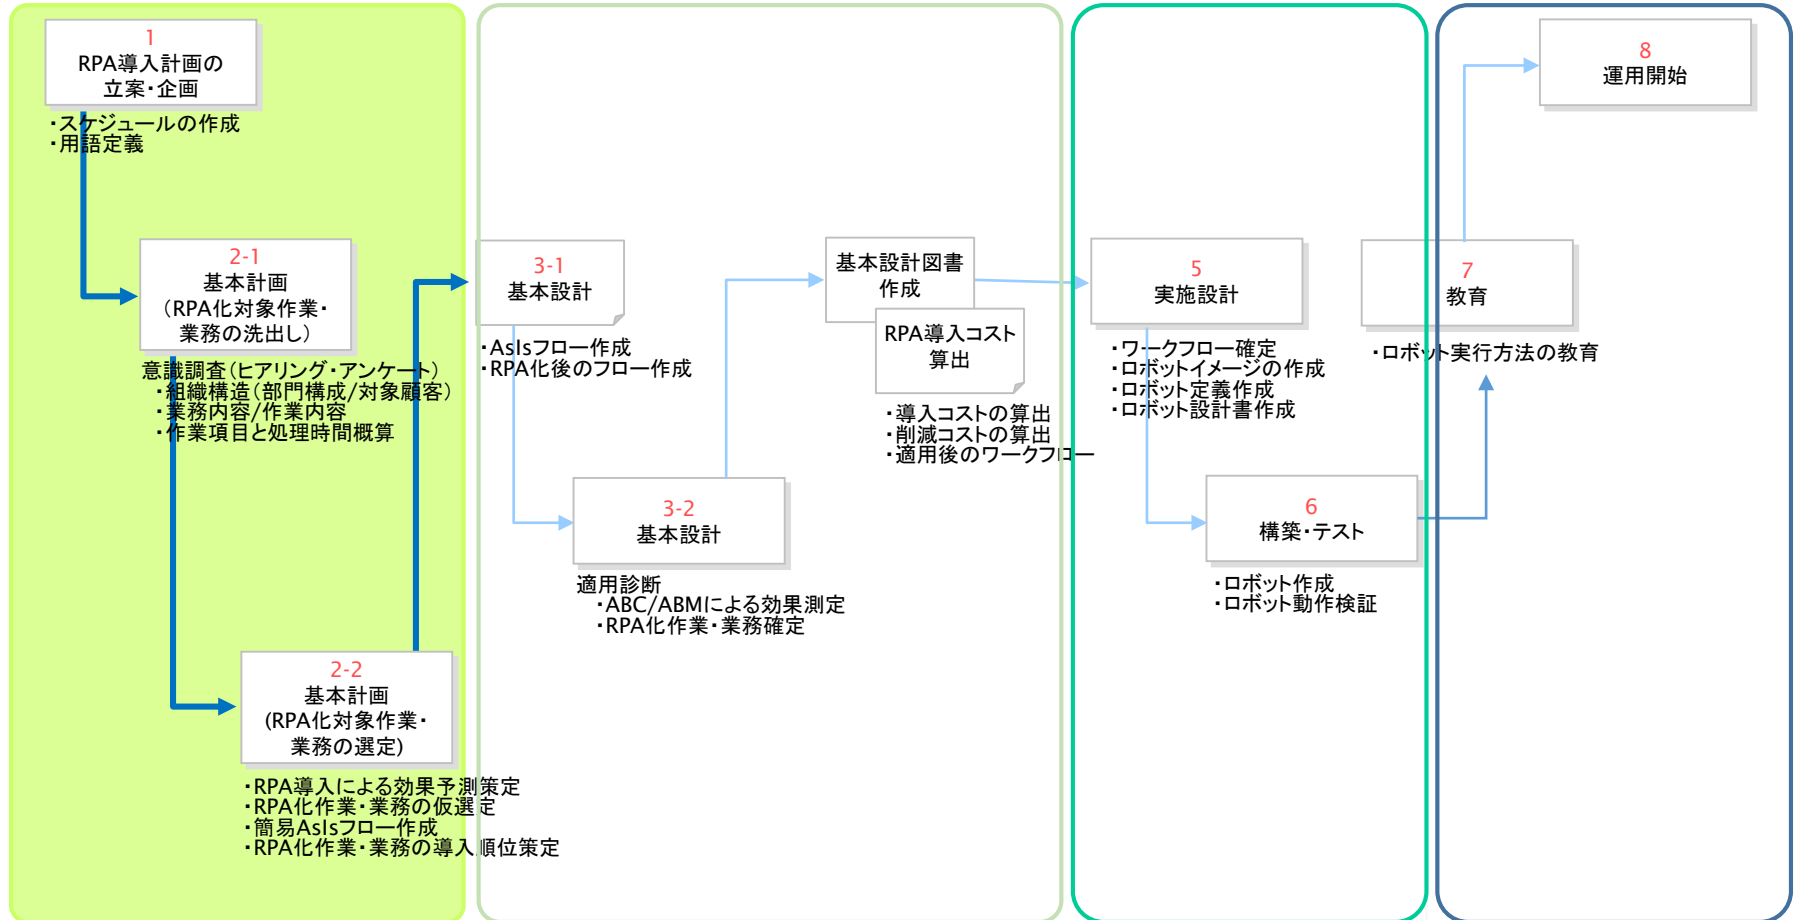 1
RPA導入計画の
立案・企画
・スケジュールの作成
・用語定義
2-1
基本計画
（RPA化対象作業・
業務の洗出し）
意識調査（ヒアリング・アンケート）
・組織構造（部門構成/対象顧客）
・業務内容/作業内容
・作業項目と処理時間概算
2-2
基本計画
(RPA化対象作業・
業務の選定)
・RPA導入による効果予測策定
・RPA化作業・業務の仮選定
・簡易AsIsフロー作成
・RPA化作業・業務の導入順位策定
3-1
基本設計
・AsIsフロー作成
・RPA化後のフロー作成
3-2
基本設計
適用診断
・ABC/ABMによる効果測定
・RPA化作業・業務確定
基本設計図書
作成
RPA導入コスト
算出
・導入コストの算出
・削減コストの算出
・適用後のワークフロー
5
実施設計
・ワークフロー確定
・ロボットイメージの作成
・ロボット定義作成
・ロボット設計書作成
6
構築・テスト
・ロボット作成
・ロボット動作検証
7
教育
・ロボット実行方法の教育
8
運用開始